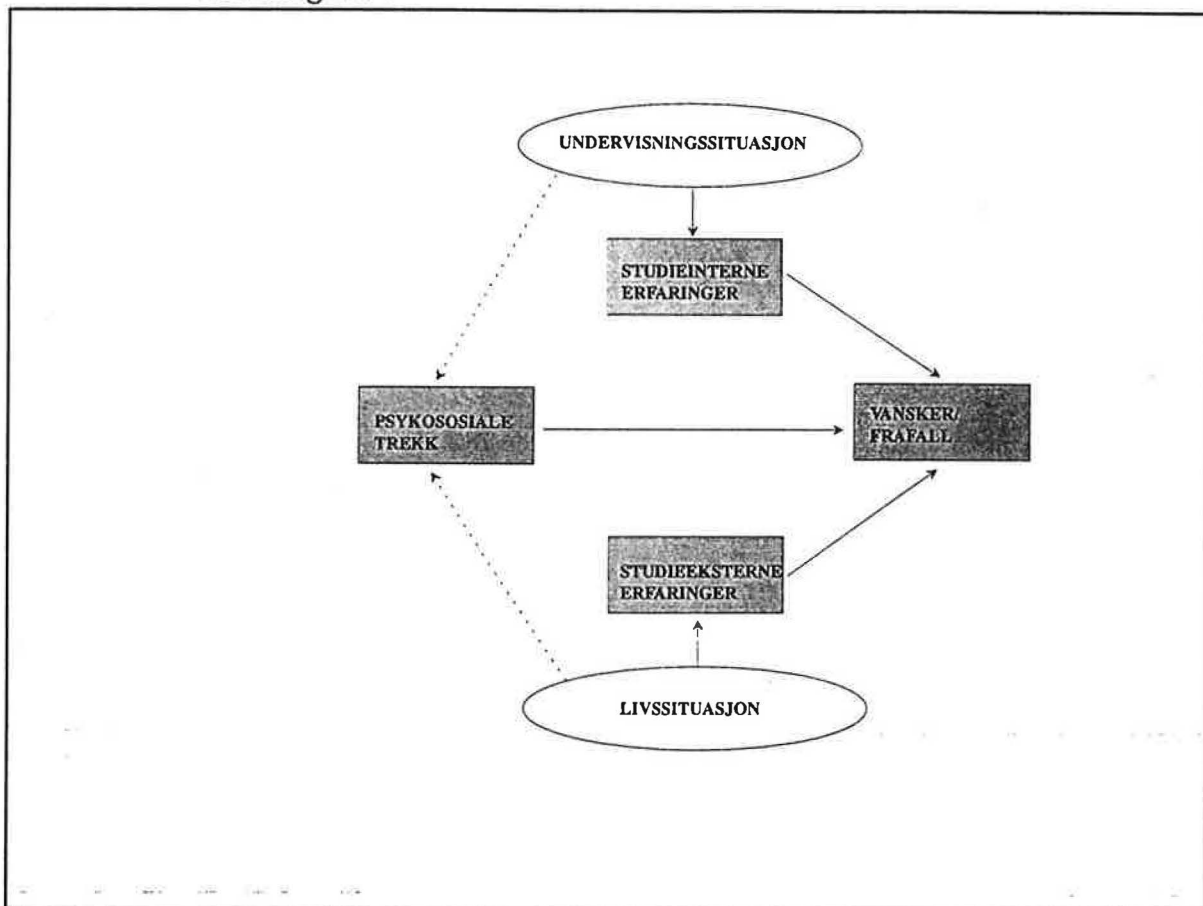 UNDERVISNINGSSITUASJON
STUDIEINTERNE
ERFARINGER
PSYKOSOSIALE
TREKK
VANSKER/
FRAFALL
STUDIEEKSTERNE
ERFARINGER
LIVSSITUASJON